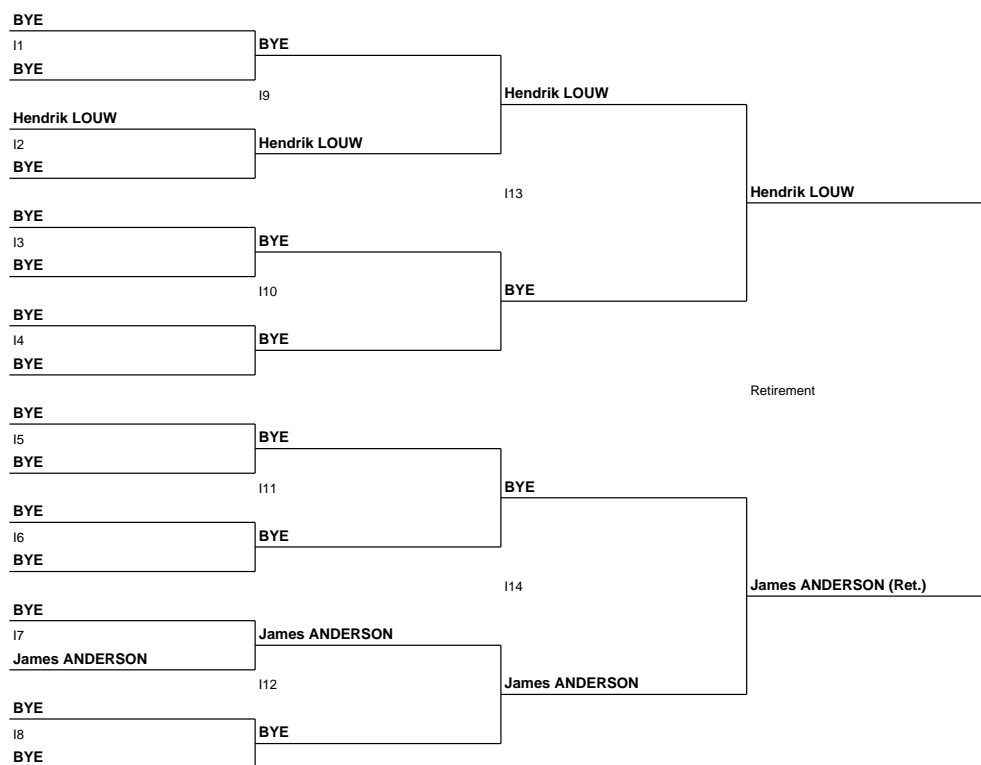 BYE
I1
BYE
BYE
I9
Hendrik LOUW
Hendrik LOUW
I2
Hendrik LOUW
BYE
I13
Hendrik LOUW
BYE
I3
BYE
BYE
I10
BYE
BYE
I4
BYE
BYE
Retirement
BYE
I5
BYE
BYE
I11
BYE
BYE
I6
BYE
BYE
I14
James ANDERSON (Ret.)
BYE
I7
James ANDERSON
James ANDERSON
I12
James ANDERSON
BYE
I8
BYE
BYE